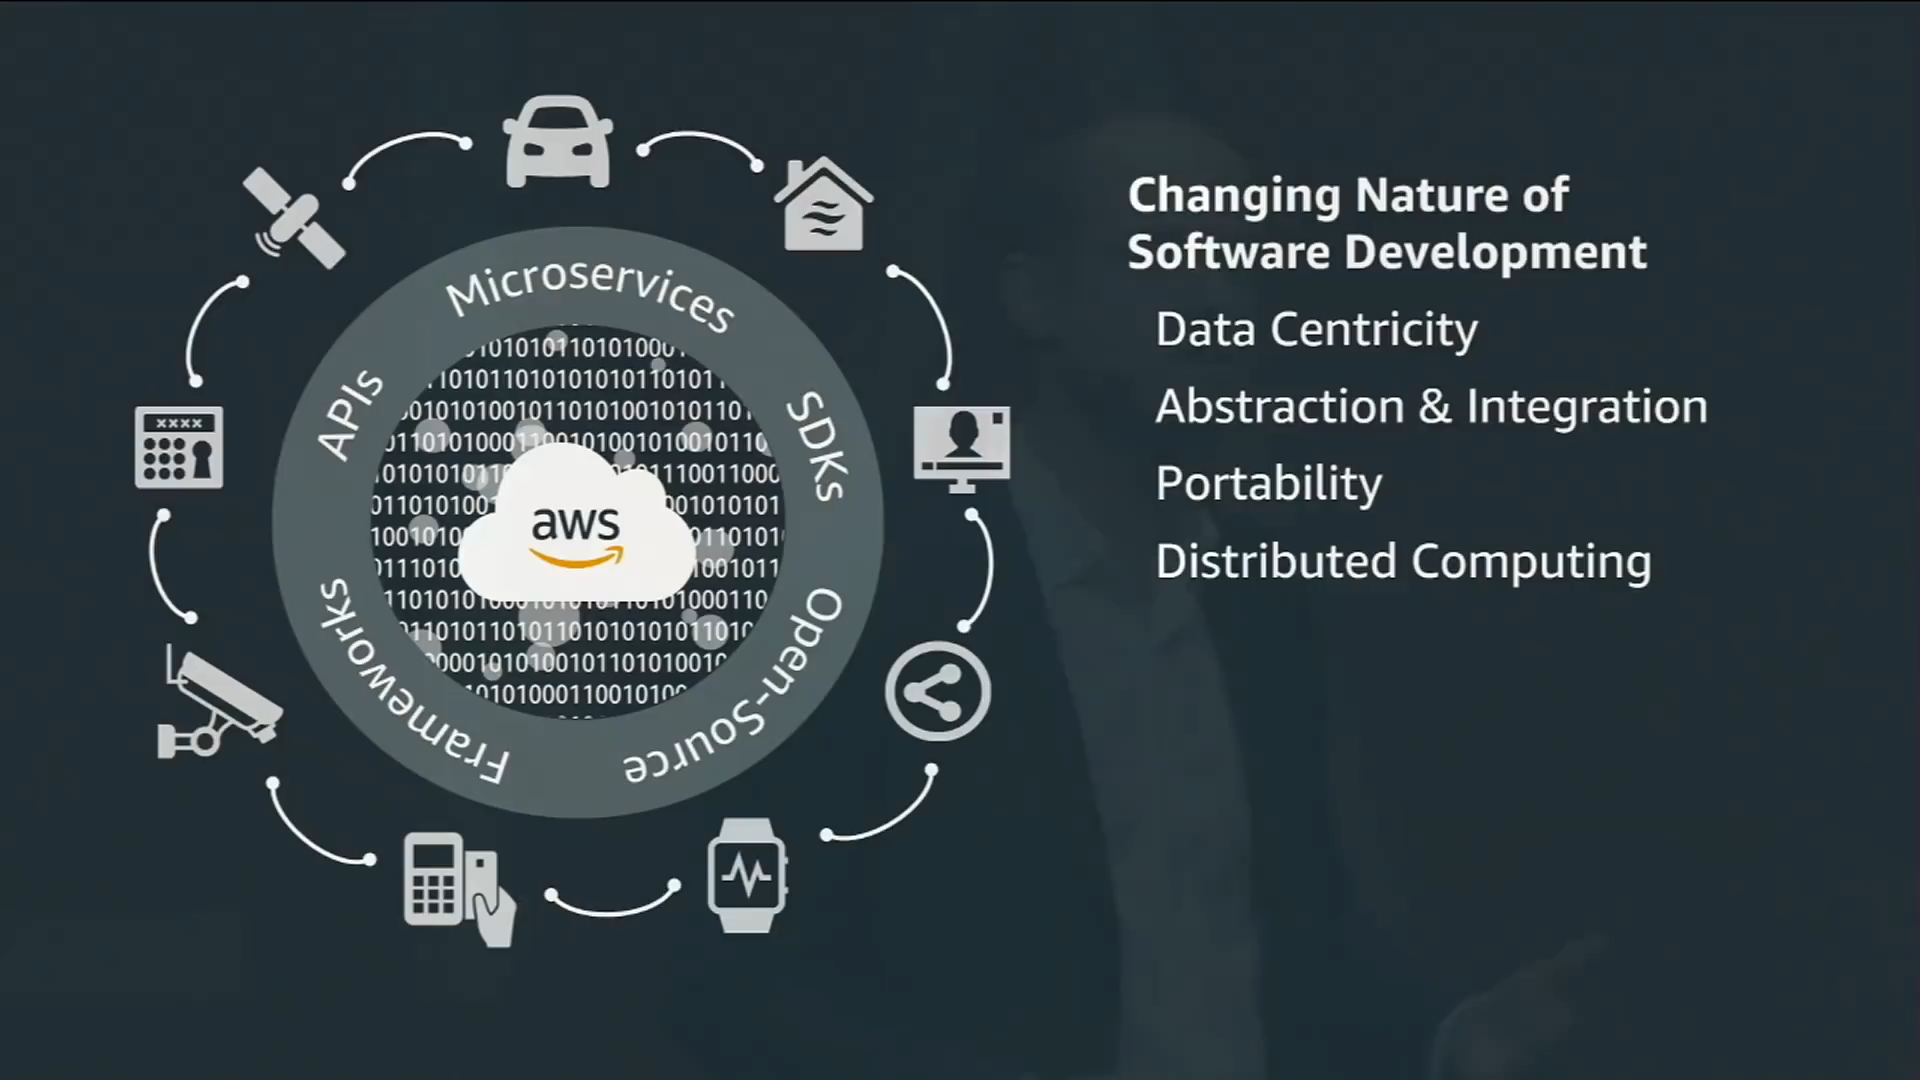 Changing Nature of
Software Development
Data Centricity
Abstraction & Integration
Portability
Distributed Computing
Microservices
SDKs
Open-Source
Frameworks
APIs
aws
xxxx